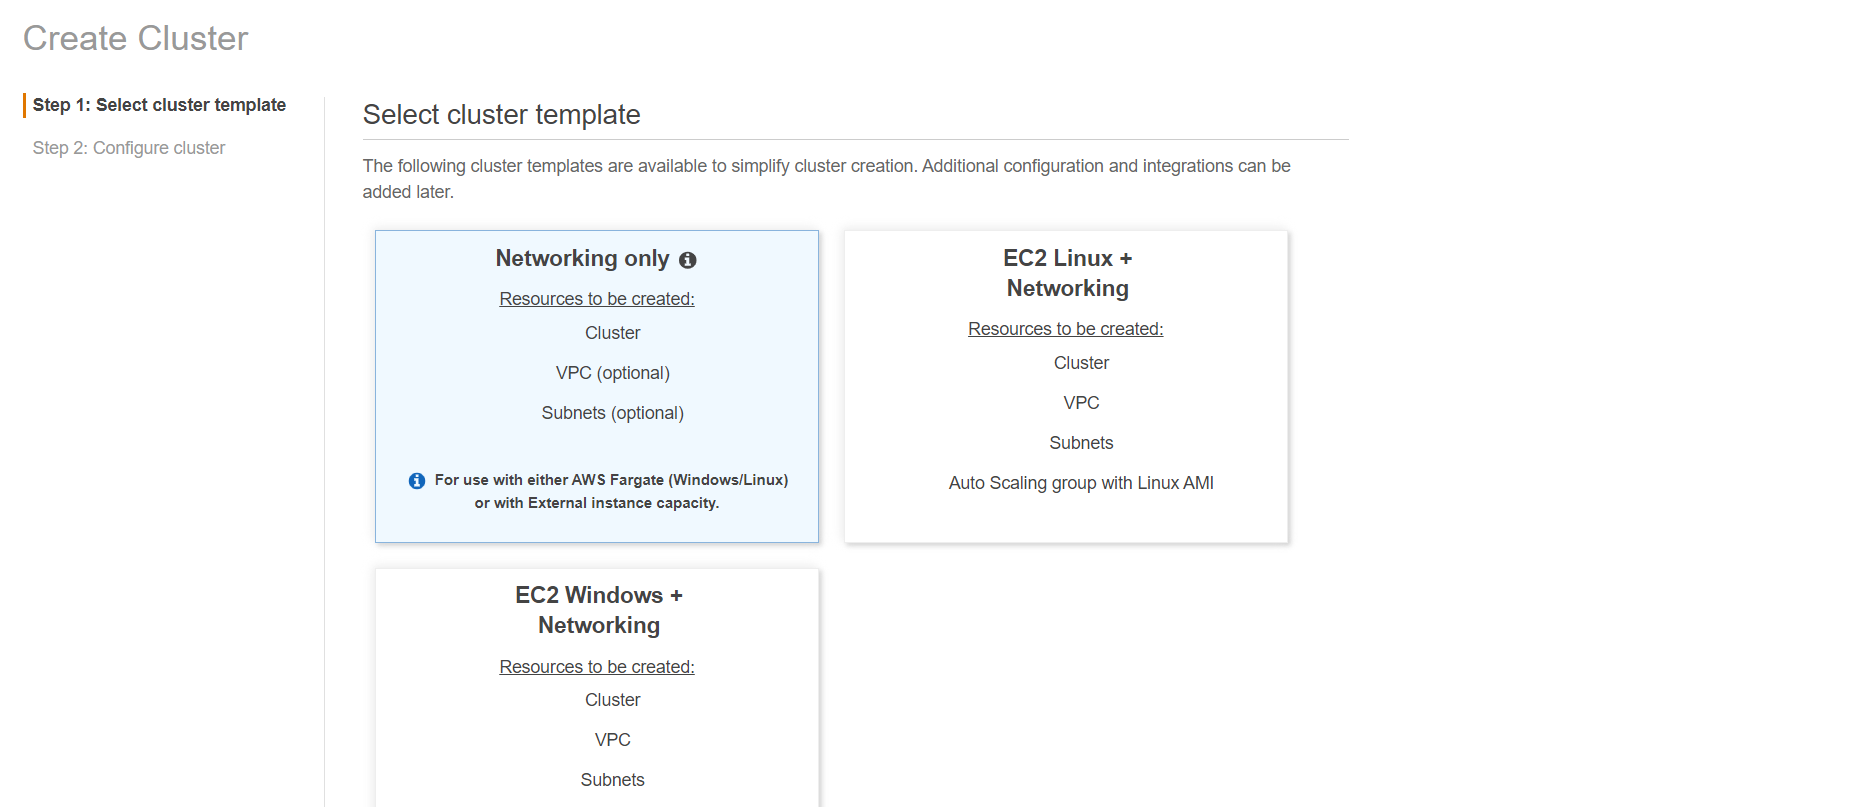 Create Cluster
Step 1: Select cluster template
Step 2: Configure cluster
Select cluster template
The following cluster templates are available to simplify cluster creation. Additional configuration and integrations can be
added later.
Networking only
Resources to be created:
Cluster
VPC (optional)
Subnets (optional)
For use with either AWS Fargate (Windows/Linux)
or with External instance capacity.
EC2 Linux +
Networking
Resources to be created:
Cluster
VPC
Subnets
Auto Scaling group with Linux AMI
EC2 Windows +
Networking
Resources to be created:
Cluster
VPC
Subnets